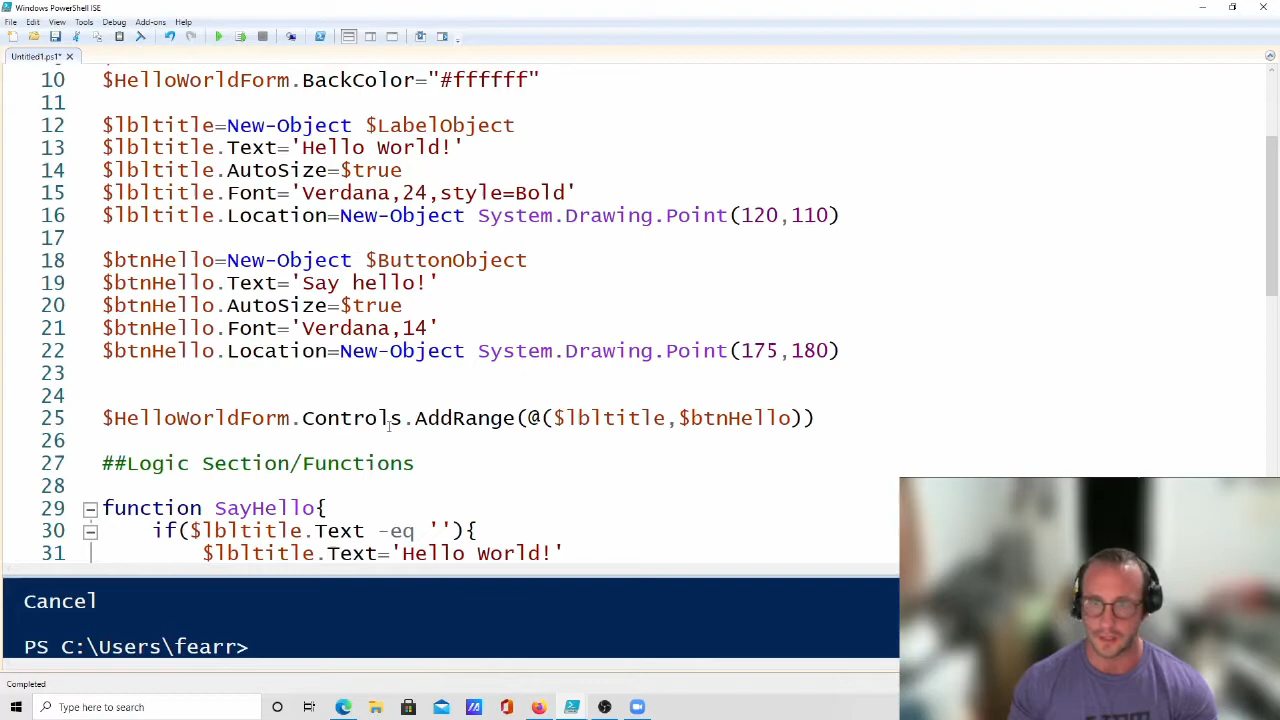 Windows PowerShell ISE
File Edit View Tools Debug Add-ons Help
Untitled1.ps1*
10 $HelloWorldForm.BackColor="#ffffff"
11
12 $lbltitle=New-Object $LabelObject
13 $lbltitle.Text='Hello World!'
14 $lbltitle.AutoSize=$true
15 $lbltitle.Font='Verdana,24,style=Bold'
16 $lbltitle.Location=New-Object System.Drawing.Point(120,110)
17
18 $btnHello=New-Object $ButtonObject
19 $btnHello.Text='Say hello!'
20 $btnHello.AutoSize=$true
21 $btnHello.Font='Verdana,14'
22 $btnHello.Location=New-Object System.Drawing.Point(175,180)
23
24
25 $HelloWorldForm.Controls.AddRange(@($lbltitle,$btnHello))
26
27 ##Logic Section/Functions
28
29 function SayHello{
30 if($lbltitle.Text -eq ''){
31 $lbltitle.Text='Hello World!'
Cancel
PS C:\Users\fearr>
Completed
Type here to search